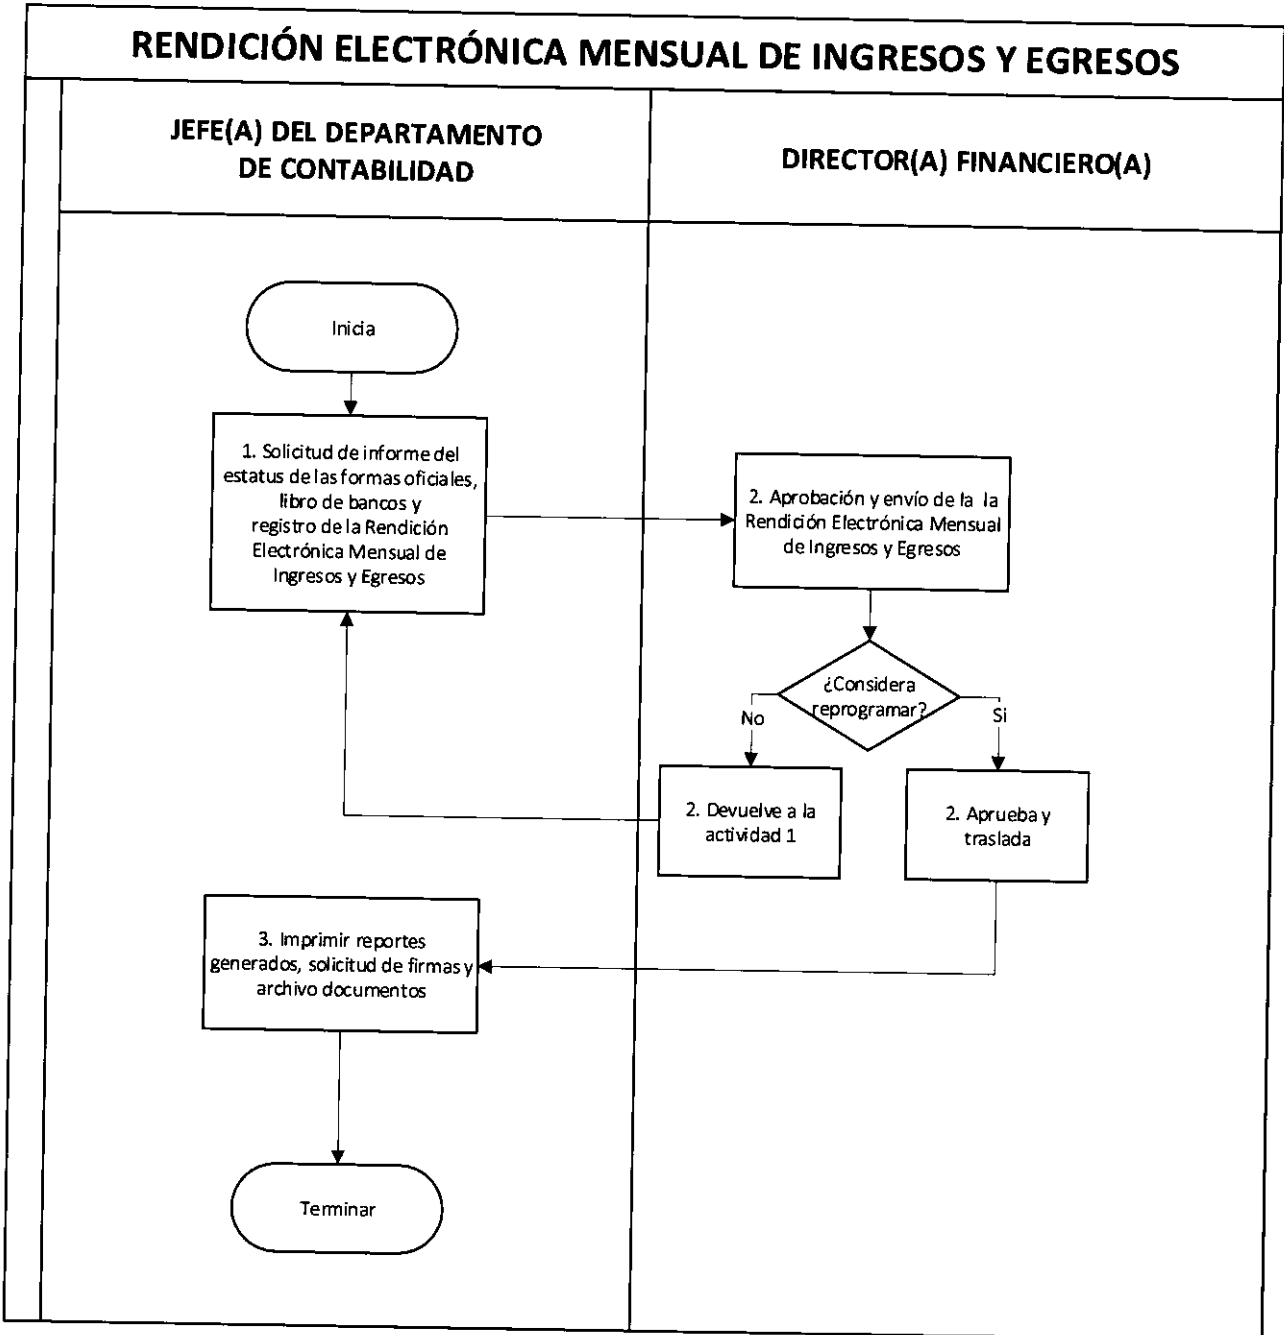 RENDICIÓN ELECTRÓNICA MENSUAL DE INGRESOS Y EGRESOS
JEFE(A) DEL DEPARTAMENTO
DE CONTABILIDAD
DIRECTOR(A) FINANCIERO(A)
Inicia
1. Solicitud de informe del
estatus de las formas oficiales,
libro de bancos y
registro de la Rendición
Electrónica Mensual de
Ingresos y Egresos
2. Aprobación y envío de la la
Rendición Electrónica Mensual
de Ingresos y Egresos
¿Considera
reprogramar?
No
Si
2. Devuelve a la
actividad 1
2. Aprueba y
traslada
3. Imprimir reportes
generados, solicitud de firmas y
archivo documentos
Terminar